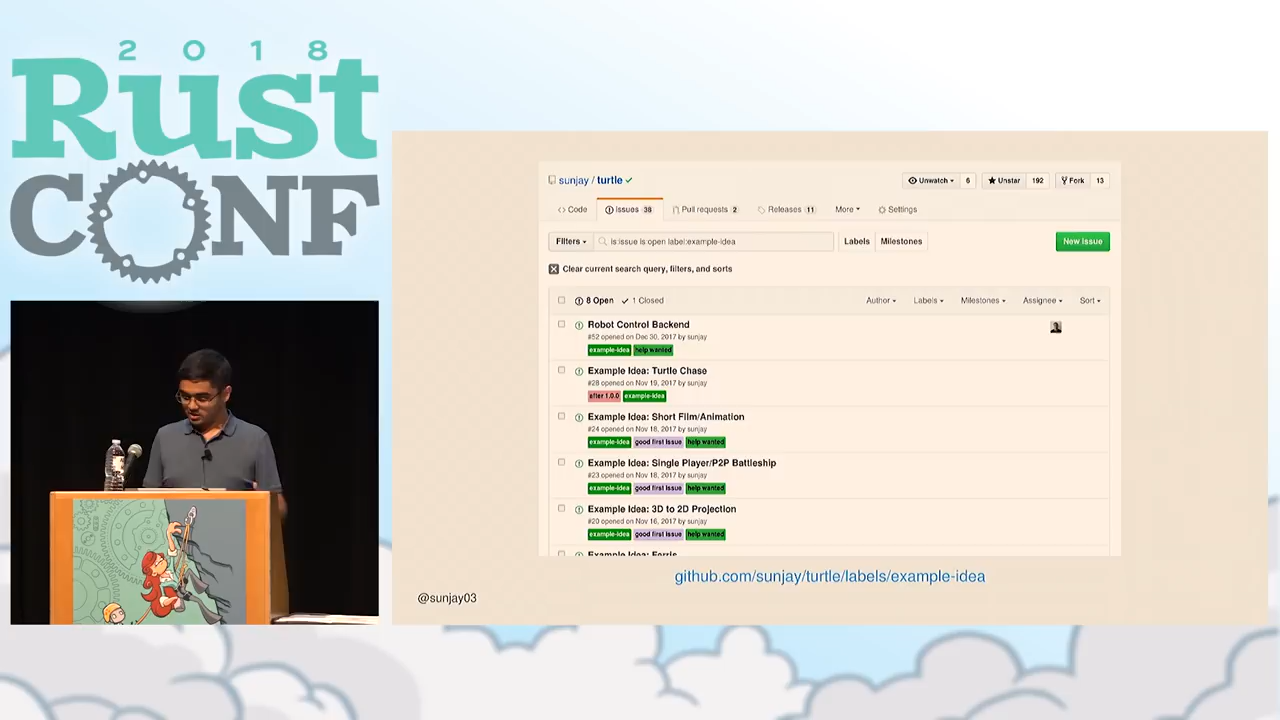 2018
Rust
CONF
sunjay / turtle
Unwatch 6
Unstar 192
Fork 13
Code
Issues 38
Pull requests 2
Releases 11
More
Settings
Filters
is:issue is open label:example-idea
Labels
Milestones
New issue
Clear current search query, filters, and sorts
8 Open
1 Closed
Author
Labels
Milestones
Assignee
Sort
Robot Control Backend
#52 opened on Dec 30, 2017 by sunjay
example-idea help wanted
Example Idea: Turtle Chase
#28 opened on Nov 19, 2017 by sunjay
after 1.0.0 example-idea
Example Idea: Short Film/Animation
#24 opened on Nov 18, 2017 by sunjay
example-idea good first issue help wanted
Example Idea: Single Player/P2P Battleship
#23 opened on Nov 18, 2017 by sunjay
example-idea good first issue help wanted
Example Idea: 3D to 2D Projection
#20 opened on Nov 16, 2017 by sunjay
example-idea good first issue help wanted
Example Idea: Ferris
github.com/sunjay/turtle/labels/example-idea
@sunjay03